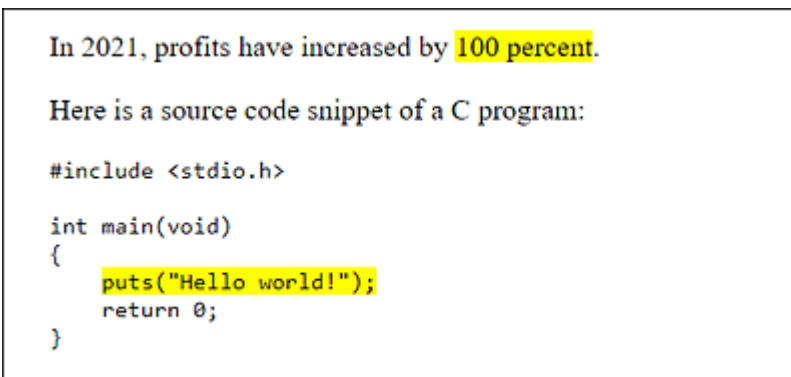 In 2021, profits have increased by 100 percent.
Here is a source code snippet of a C program:
#include <stdio.h>
int main(void)
{
    puts("Hello world!");
    return 0;
}